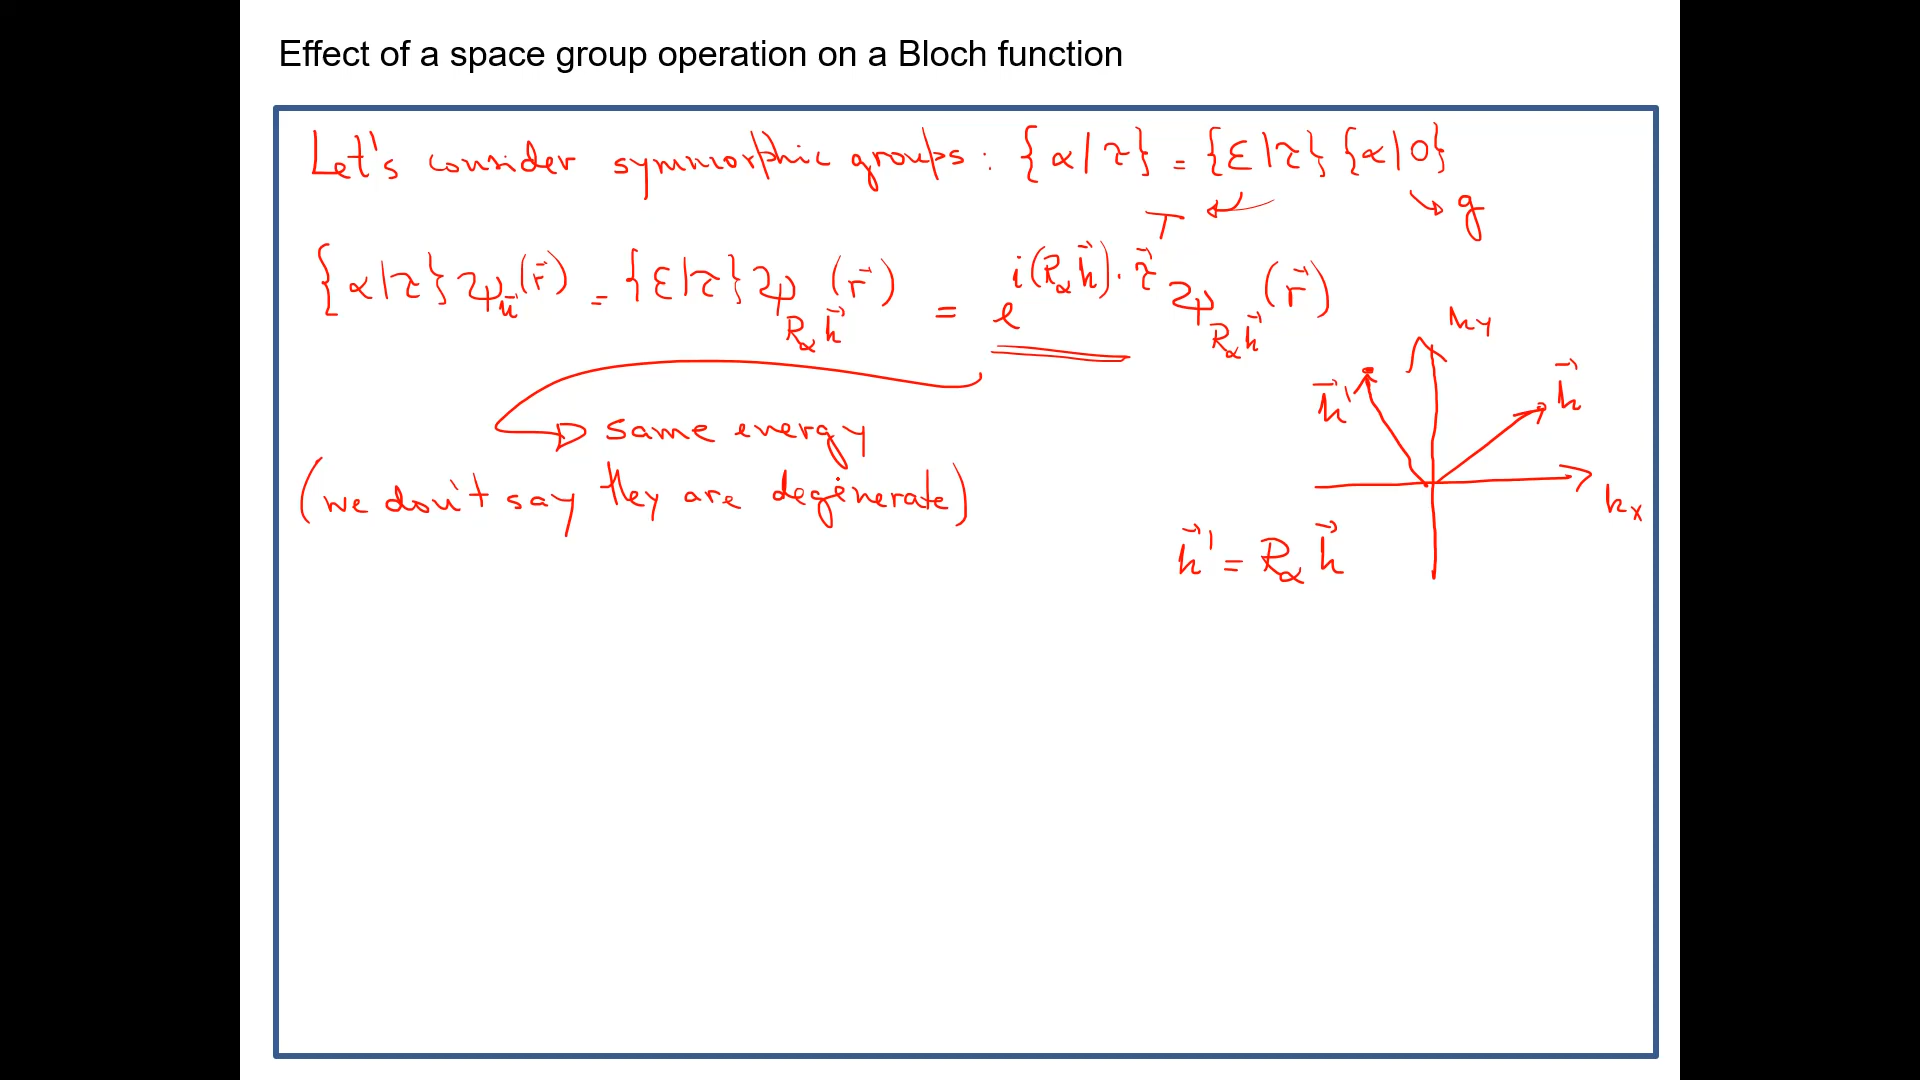 Effect of a space group operation on a Bloch function
Let's consider symmorphic groups: {α|τ} = {ε|τ} {α|0}
T g
{α|τ} ψ_k⃗ (r⃗) = {ε|τ} ψ_{R_α k⃗} (r⃗) = e^{i(R_α k⃗)·τ⃗} ψ_{R_α k⃗} (r⃗)
k_y
k⃗' k⃗
→ same energy
(we don't say they are degenerate)
k_x
k⃗' = R_α k⃗